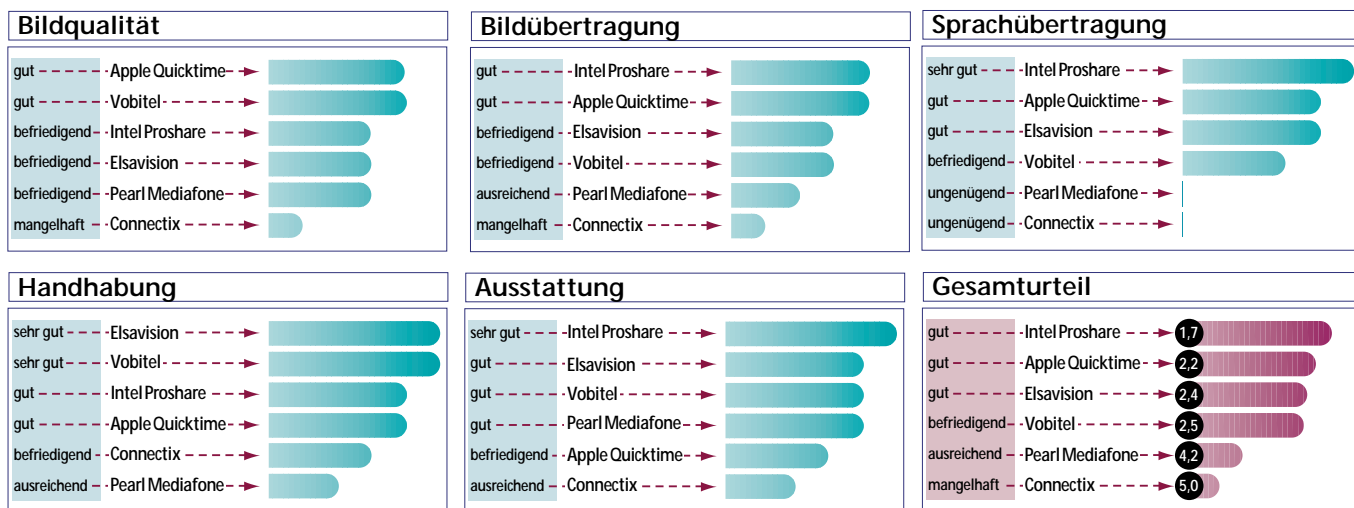 Bildqualität
gut Apple Quicktime
gut Vobitel
befriedigend Intel Proshare
befriedigend Elsavision
befriedigend Pearl Mediafone
mangelhaft Connectix
Bildübertragung
gut Intel Proshare
gut Apple Quicktime
befriedigend Elsavision
befriedigend Vobitel
ausreichend Pearl Mediafone
mangelhaft Connectix
Sprachübertragung
sehr gut Intel Proshare
gut Apple Quicktime
gut Elsavision
befriedigend Vobitel
ungenügend Pearl Mediafone
ungenügend Connectix
Handhabung
sehr gut Elsavision
sehr gut Vobitel
gut Intel Proshare
gut Apple Quicktime
befriedigend Connectix
ausreichend Pearl Mediafone
Ausstattung
sehr gut Intel Proshare
gut Elsavision
gut Vobitel
gut Pearl Mediafone
befriedigend Apple Quicktime
ausreichend Connectix
Gesamturteil
gut Intel Proshare 1,7
gut Apple Quicktime 2,2
gut Elsavision 2,4
befriedigend Vobitel 2,5
ausreichend Pearl Mediafone 4,2
mangelhaft Connectix 5,0